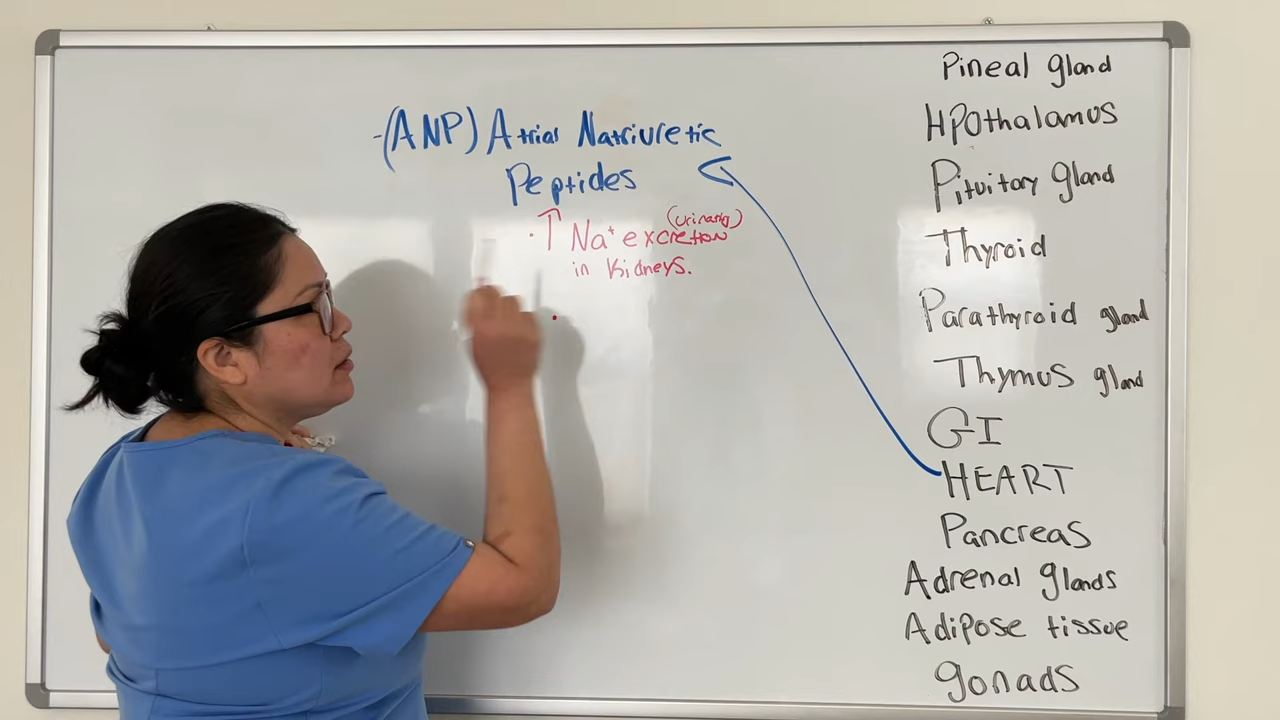 -(ANP) Atrial Natriuretic
Peptides
·↑ Na⁺ excretion (urinary)
in Kidneys.
Pineal gland
HPOthalamus
Pituitary gland
Thyroid
Parathyroid gland
Thymus gland
GI
HEART
Pancreas
Adrenal glands
Adipose tissue
gonads